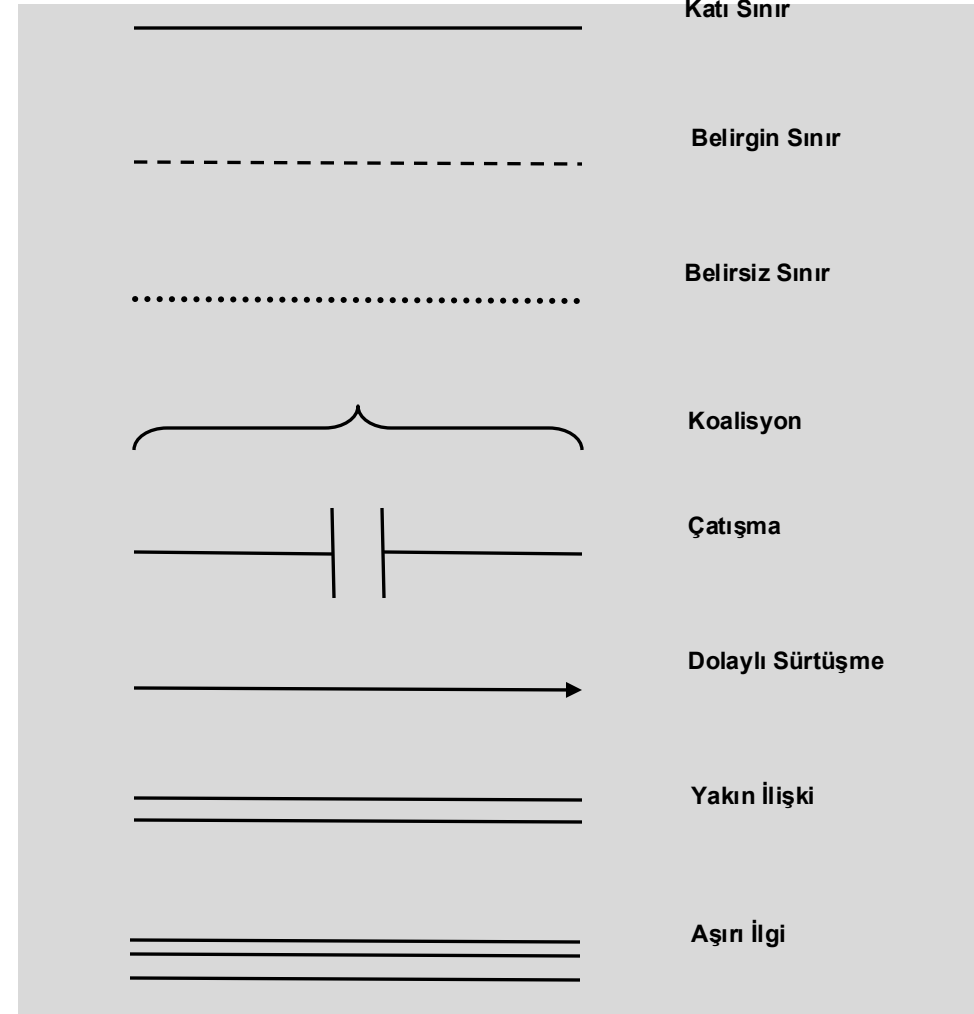 Katı Sınır
Belirgin Sınır
Belirsiz Sınır
Koalisyon
Çatışma
Dolaylı Sürtüşme
Yakın İlişki
Aşırı İlgi